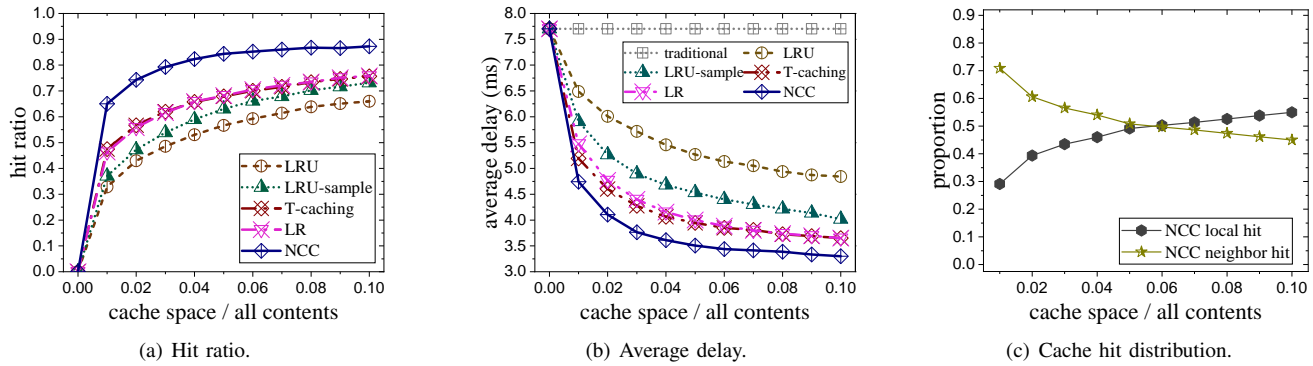 hit ratio
1.0
0.9
0.8
0.7
0.6
0.5
0.4
0.3
0.2
0.1
0.0
LRU
LRU-sample
T-caching
LR
NCC
0.00 0.02 0.04 0.06 0.08 0.10
cache space / all contents
(a) Hit ratio.
average delay (ms)
8.0
7.5
7.0
6.5
6.0
5.5
5.0
4.5
4.0
3.5
3.0
traditional LRU
LRU-sample T-caching
LR NCC
0.00 0.02 0.04 0.06 0.08 0.10
cache space / all contents
(b) Average delay.
proportion
0.9
0.7
0.6
0.5
0.4
0.3
0.1
0.0
NCC local hit
NCC neighbor hit
0.02 0.04 0.06 0.08 0.10
cache space / All contents
(c) Cache hit distribution.